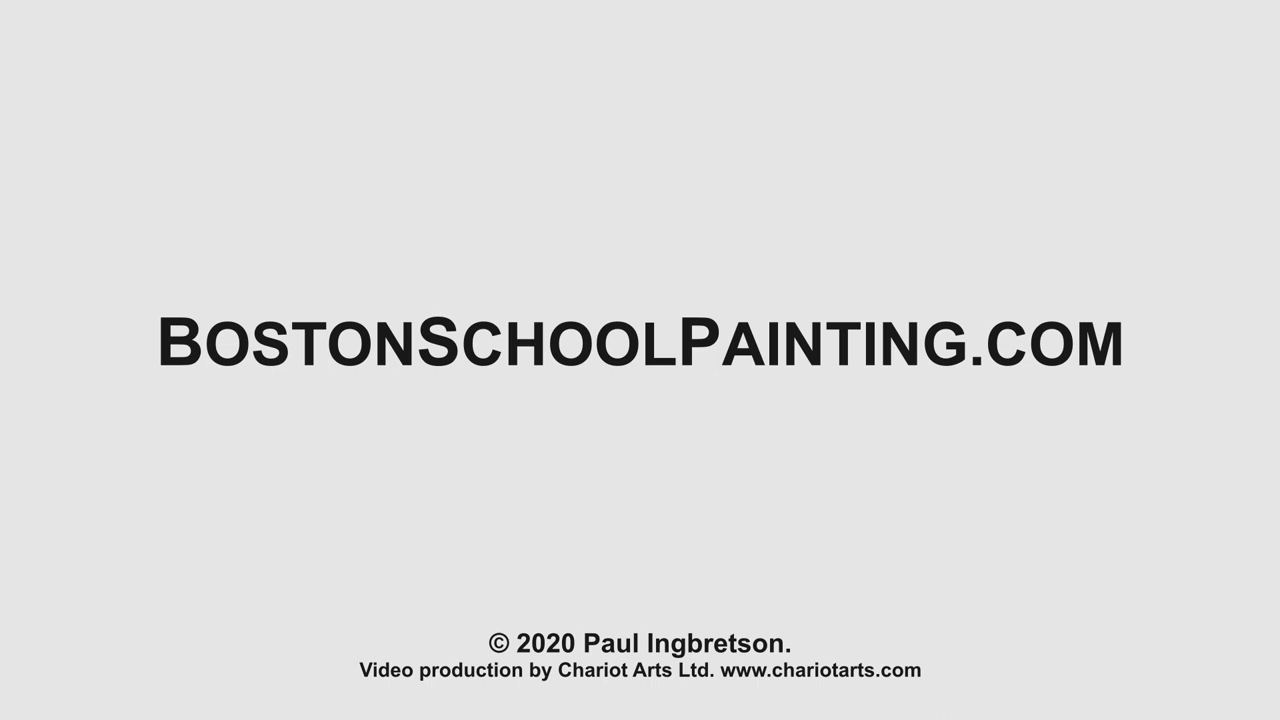 BOSTONSCHOOLPAINTING.COM
© 2020 Paul Ingbretson.
Video production by Chariot Arts Ltd. www.chariotarts.com